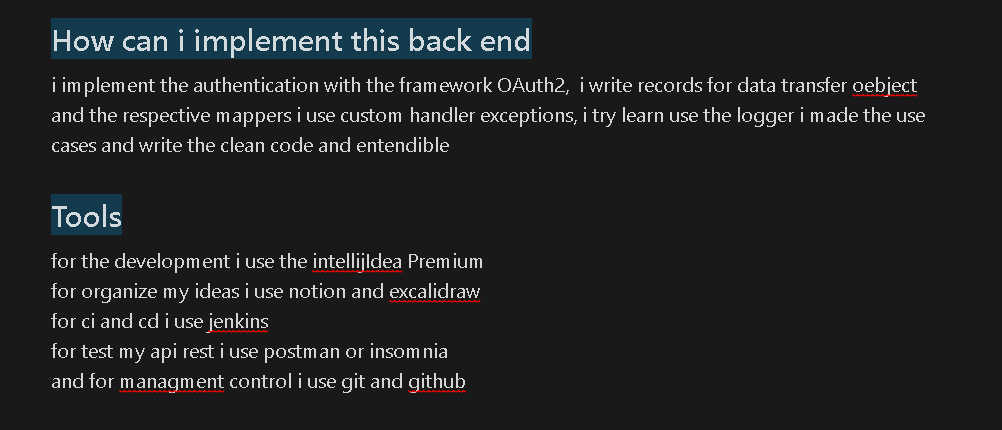 How can i implement this back end
i implement the authentication with the framework OAuth2,  i write records for data transfer oebject
and the respective mappers i use custom handler exceptions, i try learn use the logger i made the use
cases and write the clean code and entendible
Tools
for the development i use the intellijIdea Premium
for organize my ideas i use notion and excalidraw
for ci and cd i use jenkins
for test my api rest i use postman or insomnia
and for managment control i use git and github